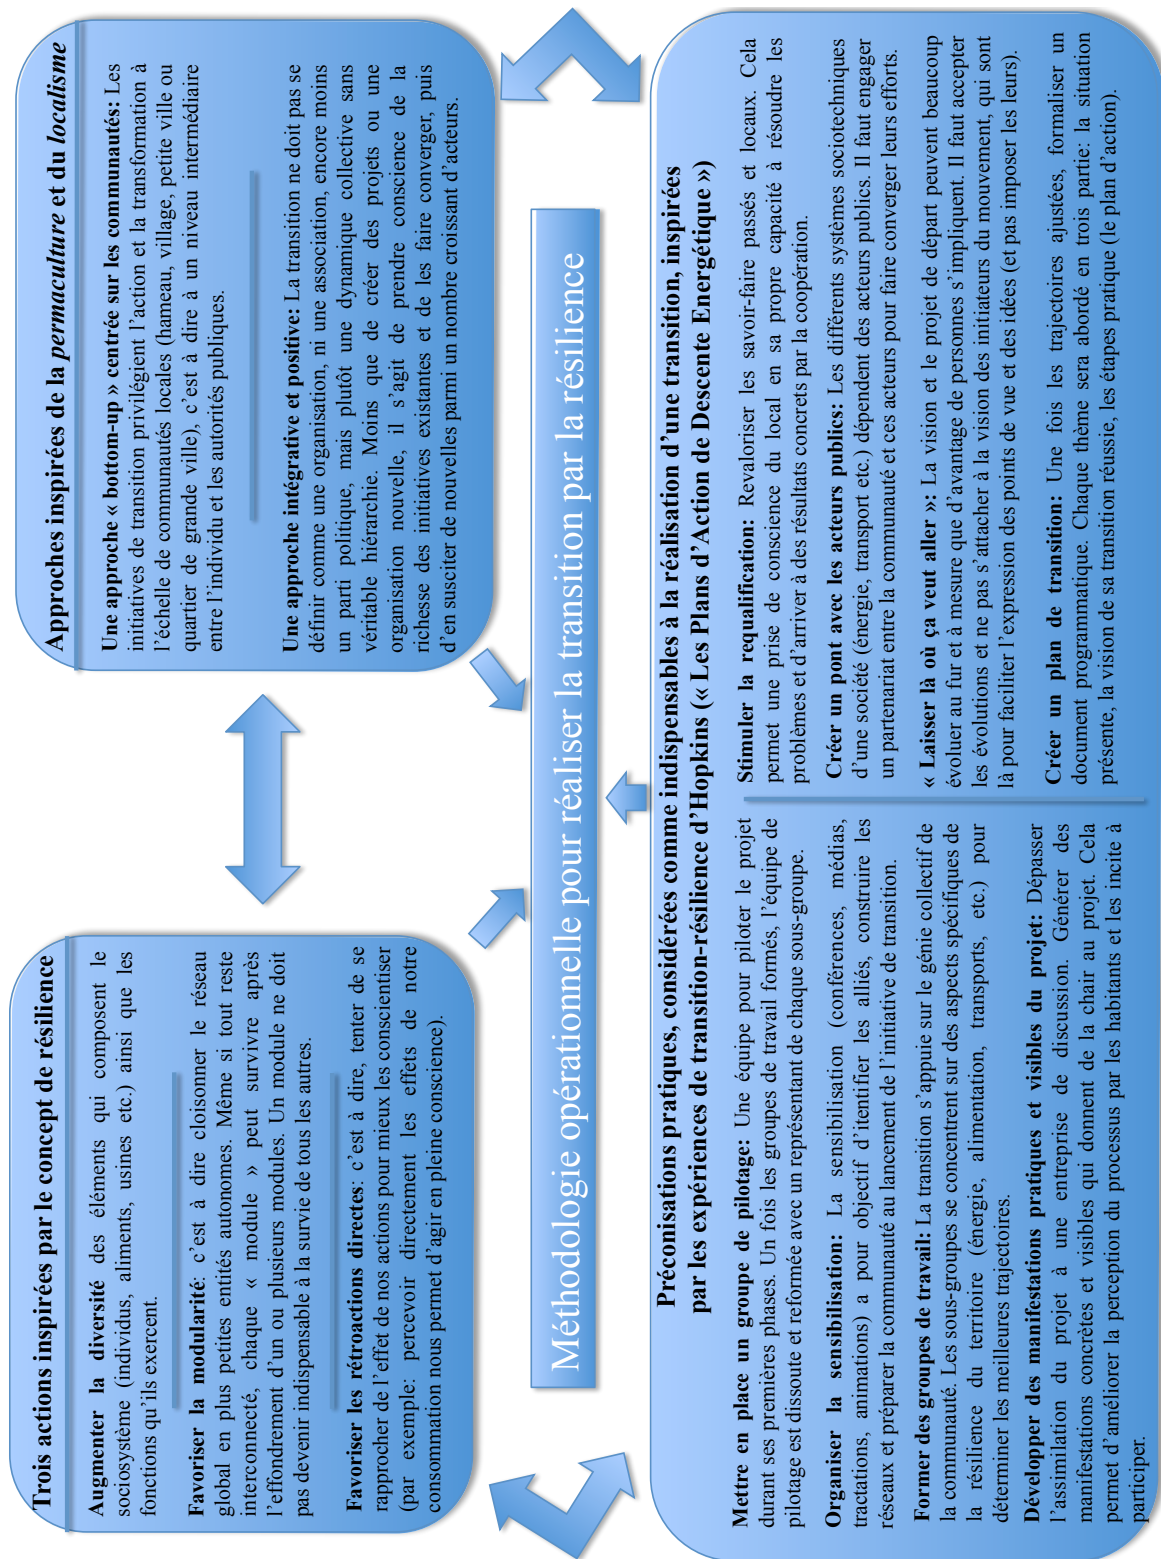 Trois actions inspirées par le concept de résilience
Augmenter la diversité des éléments qui composent le
sociosystème (individus, aliments, usines etc.) ainsi que les
fonctions qu’ils exercent.
Favoriser la modularité: c’est à dire cloisonner le réseau
global en plus petites entités autonomes. Même si tout reste
interconnecté, chaque « module » peut survivre après
l’effondrement d’un ou plusieurs modules. Un module ne doit
pas devenir indispensable à la survie de tous les autres.
Favoriser les rétroactions directes: c’est à dire, tenter de se
rapprocher de l’effet de nos actions pour mieux les conscientiser
(par exemple: percevoir directement les effets de notre
consommation nous permet d’agir en pleine conscience).
Approches inspirées de la permaculture et du localisme
Une approche « bottom-up » centrée sur les communautés: Les
initiatives de transition privilégient l’action et la transformation à
l’échelle de communautés locales (hameau, village, petite ville ou
quartier de grande ville), c’est à dire à un niveau intermédiaire
entre l’individu et les autorités publiques.
Une approche intégrative et positive: La transition ne doit pas se
définir comme une organisation, ni une association, encore moins
un parti politique, mais plutôt une dynamique collective sans
véritable hiérarchie. Moins que de créer des projets ou une
organisation nouvelle, il s’agit de prendre conscience de la
richesse des initiatives existantes et de les faire converger, puis
d’en susciter de nouvelles parmi un nombre croissant d’acteurs.
Méthodologie opérationnelle pour réaliser la transition par la résilience
Préconisations pratiques, considérées comme indispensables à la réalisation d’une transition, inspirées
par les expériences de transition-résilience d’Hopkins (« Les Plans d’Action de Descente Energétique »)
Mettre en place un groupe de pilotage: Une équipe pour piloter le projet
durant ses premières phases. Un fois les groupes de travail formés, l’équipe de
pilotage est dissoute et reformée avec un représentant de chaque sous-groupe.
Organiser la sensibilisation: La sensibilisation (conférences, médias,
tractations, animations) a pour objectif d’identifier les alliés, construire les
réseaux et préparer la communauté au lancement de l’initiative de transition.
Former des groupes de travail: La transition s’appuie sur le génie collectif de
la communauté. Les sous-groupes se concentrent sur des aspects spécifiques de
la résilience du territoire (énergie, alimentation, transports, etc.) pour
déterminer les meilleures trajectoires.
Développer des manifestations pratiques et visibles du projet: Dépasser
l’assimilation du projet à une entreprise de discussion. Générer des
manifestations concrètes et visibles qui donnent de la chair au projet. Cela
permet d’améliorer la perception du processus par les habitants et les incite à
participer.
Stimuler la requalification: Revaloriser les savoir-faire passés et locaux. Cela
permet une prise de conscience du local en sa propre capacité à résoudre les
problèmes et d’arriver à des résultats concrets par la coopération.
Créer un pont avec les acteurs publics: Les différents systèmes sociotechniques
d’une société (énergie, transport etc.) dépendent des acteurs publics. Il faut engager
un partenariat entre la communauté et ces acteurs pour faire converger leurs efforts.
« Laisser là où ça veut aller »: La vision et le projet de départ peuvent beaucoup
évoluer au fur et à mesure que d’avantage de personnes s’impliquent. Il faut accepter
les évolutions et ne pas s’attacher à la vision des initiateurs du mouvement, qui sont
là pour faciliter l’expression des points de vue et des idées (et pas imposer les leurs).
Créer un plan de transition: Une fois les trajectoires ajustées, formaliser un
document programmatique. Chaque thème sera abordé en trois partie: la situation
présente, la vision de sa transition réussie, les étapes pratique (le plan d’action).